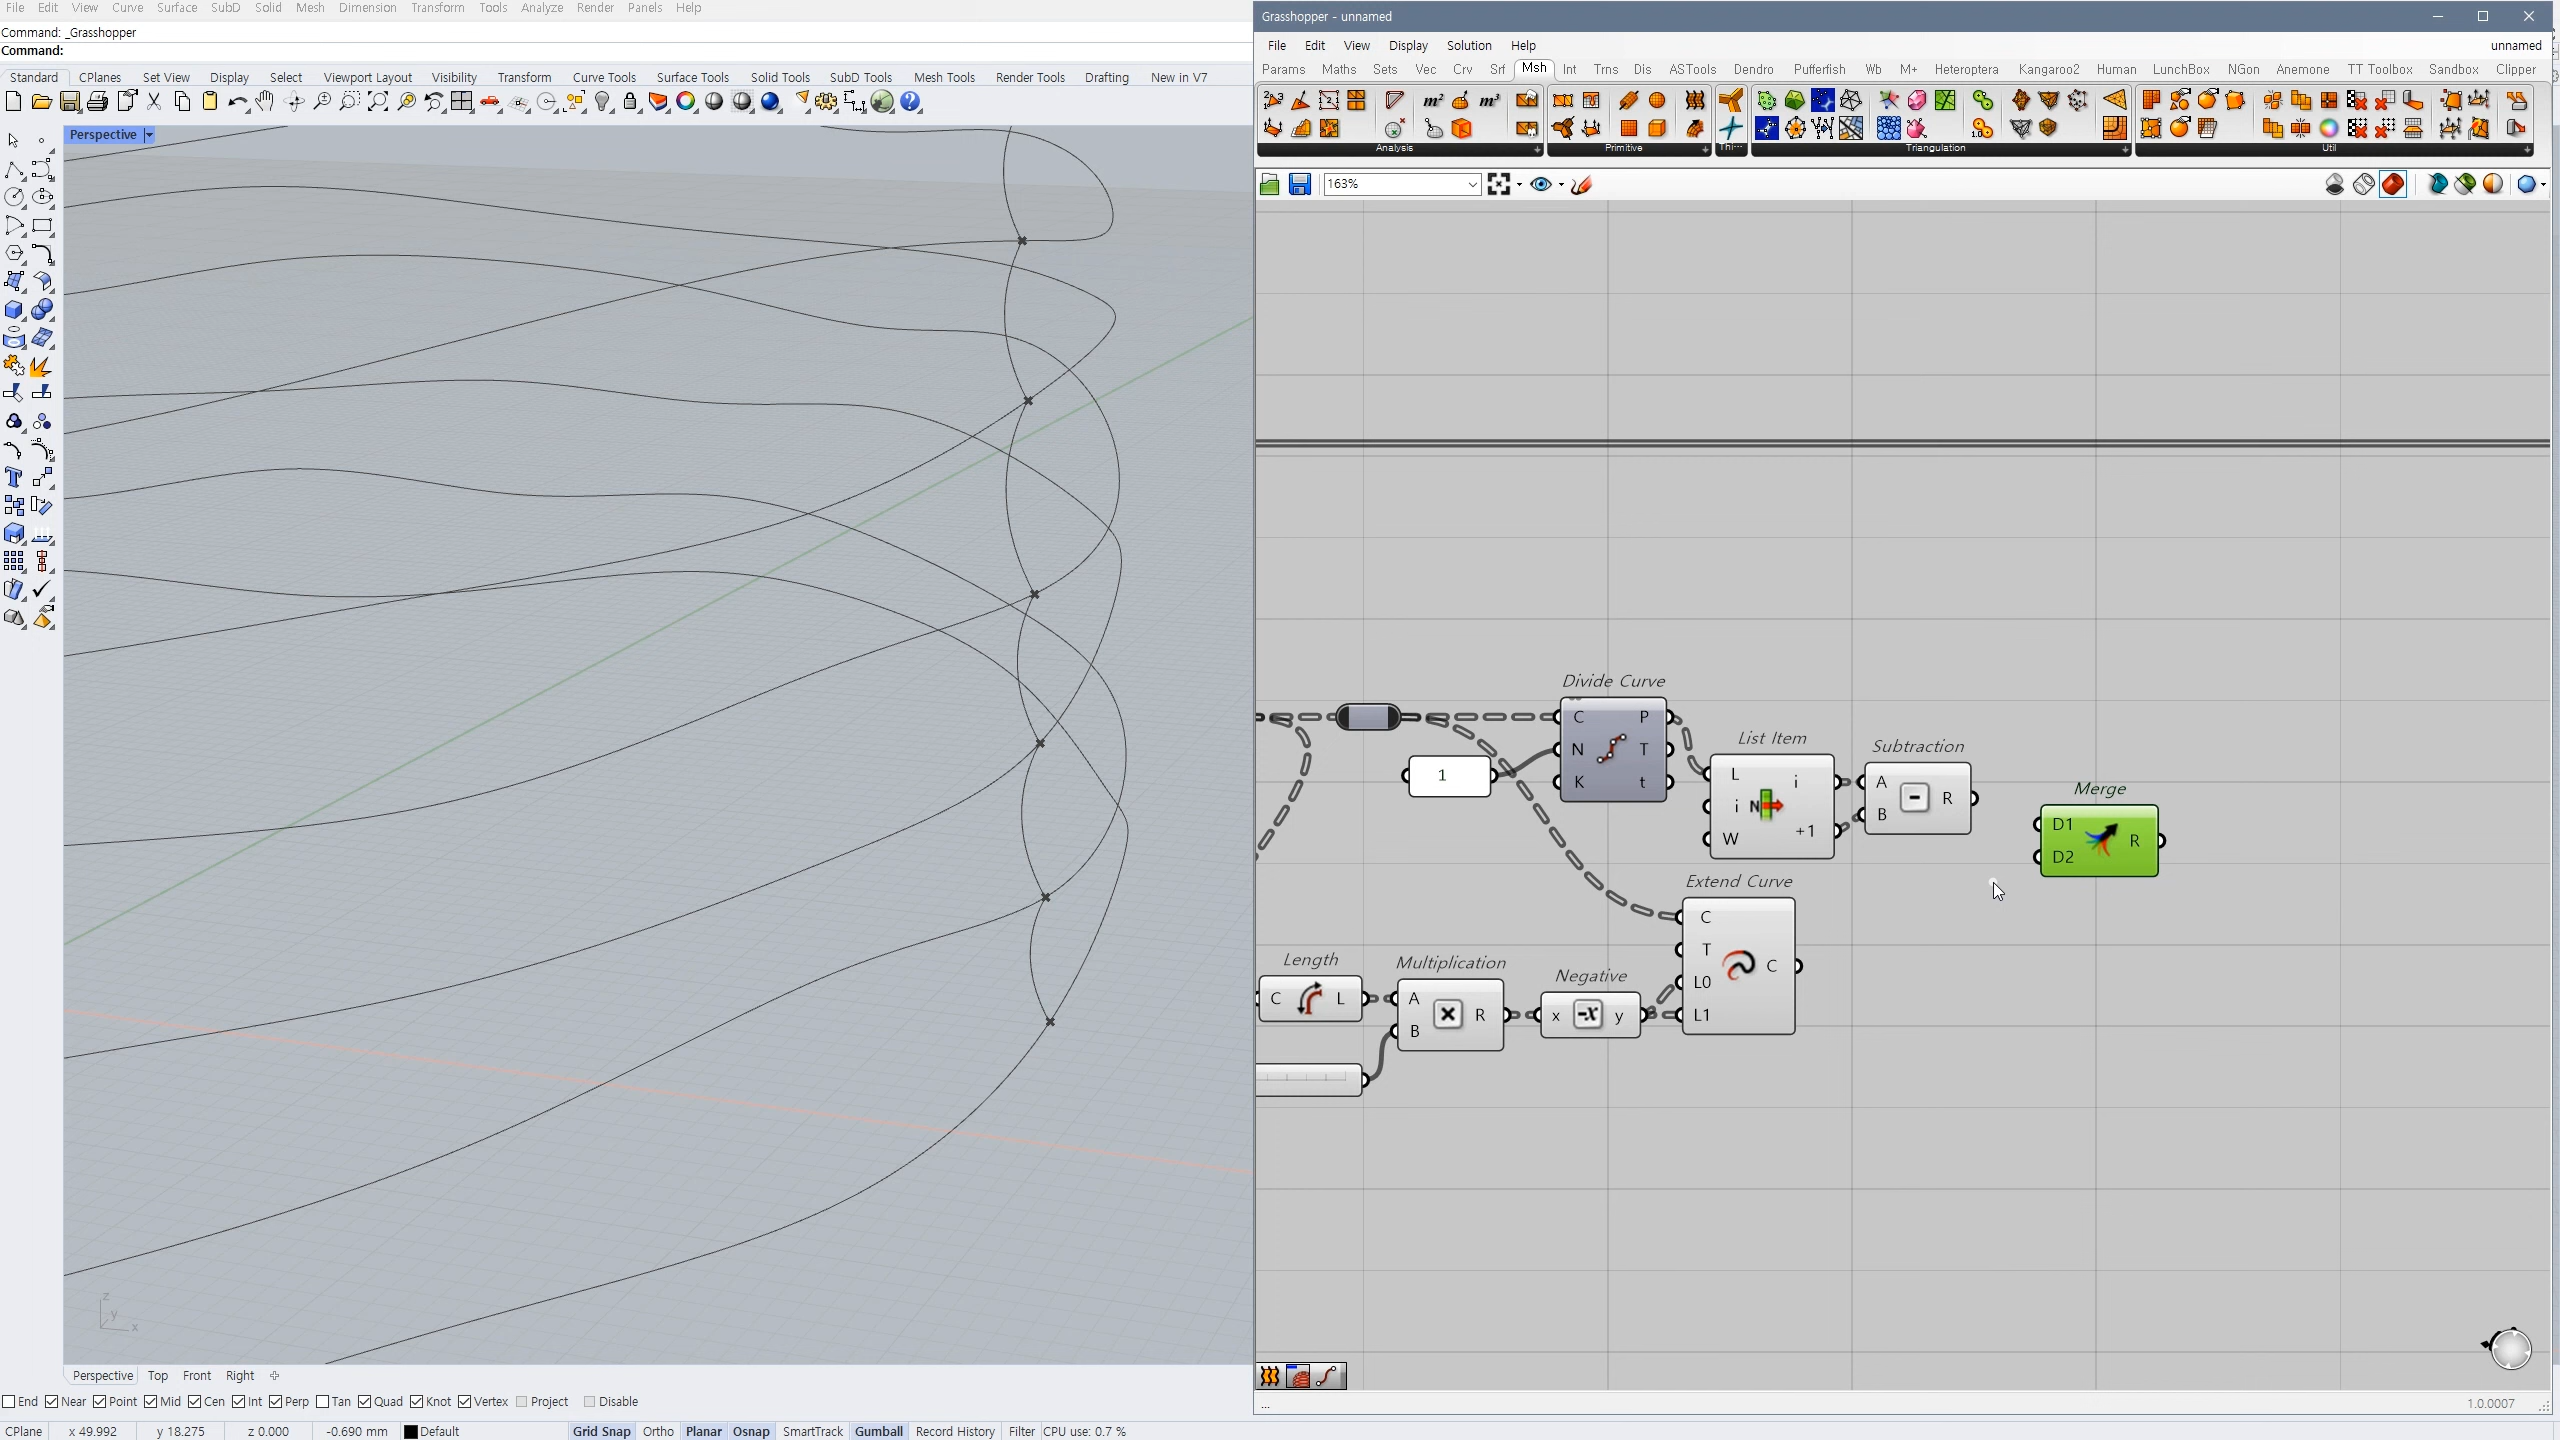 File Edit View Curve Surface SubD Solid Mesh Dimension Transform Tools Analyze Render Panels Help
Command: _Grasshopper
Command:
Standard CPlanes Set View Display Select Viewport Layout Visibility Transform Curve Tools Surface Tools Solid Tools SubD Tools Mesh Tools Render Tools Drafting New in V7
Perspective
z
y
x
Perspective Top Front Right
End Near Point Mid Cen Int Perp Tan Quad Knot Vertex Project Disable
CPlane x 49.992 y 18.275 z 0.000 -0.690 mm Default Grid Snap Ortho Planar Osnap SmartTrack Gumball Record History Filter CPU use: 0.7 %
Grasshopper - unnamed
File Edit View Display Solution Help unnamed
Params Maths Sets Vec Crv Srf Msh Int Trns Dis ASTools Dendro Pufferfish Wb M+ Heteroptera Kangaroo2 Human LunchBox NGon Anemone TT Toolbox Sandbox Clipper
Analysis Primitive Thi··· Triangulation Util
163%
Divide Curve
C P
N T
K t
1
List Item
L i
i N
W +1
Subtraction
A R
B
Merge
D1 R
D2
Extend Curve
C
T C
L0
L1
Length
C L
Multiplication
A R
B
Negative
x -x y
... 1.0.0007